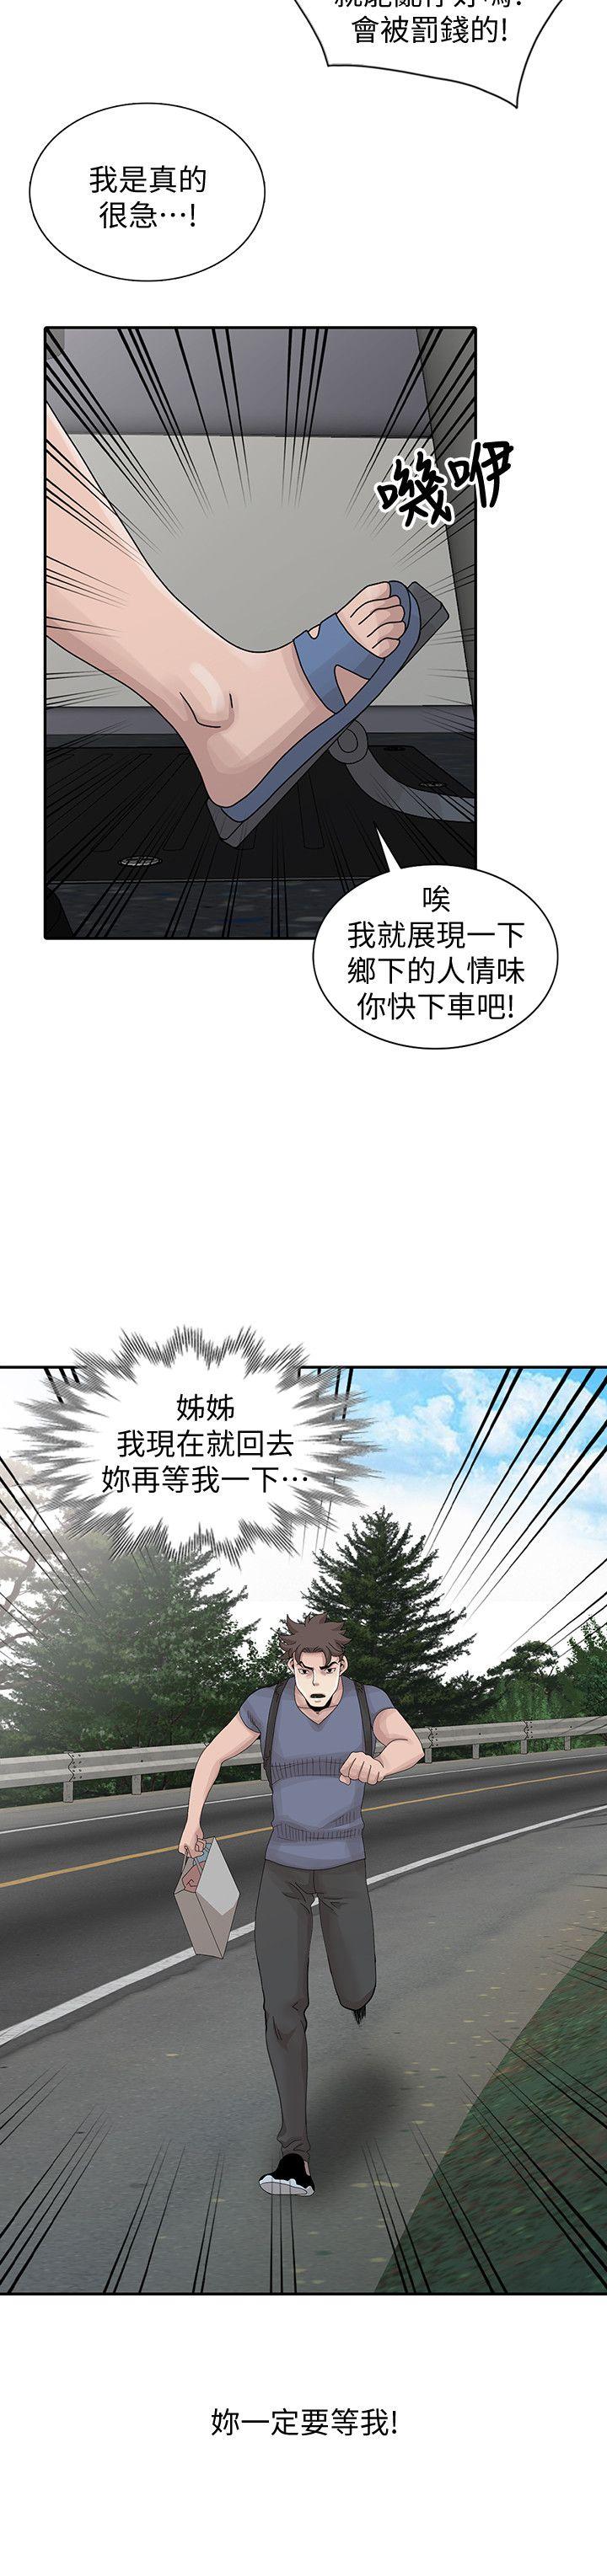 會被罰錢的!
我是真的
很急⋯!
嘰咿
唉
我就展現一下
鄉下的人情味
你快下車吧!
姊姊
我現在就回去
妳再等我一下⋯
妳一定要等我!